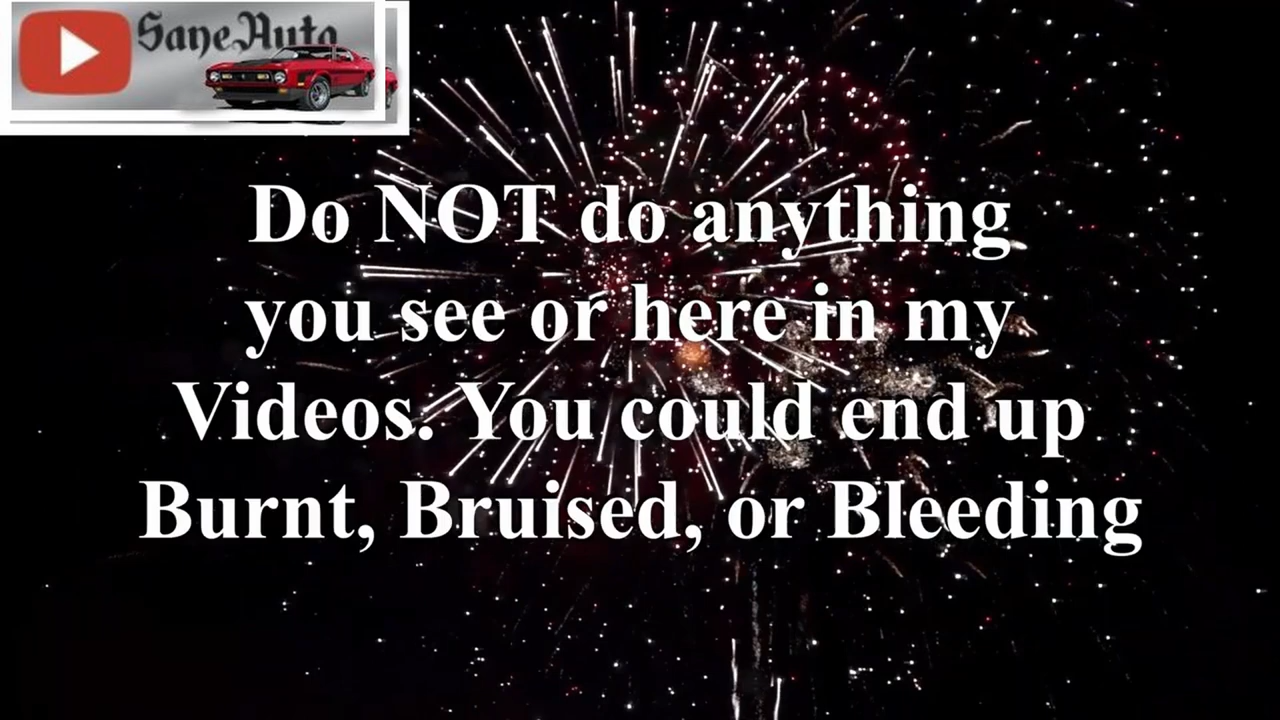 SaneAuto
Do NOT do anything
you see or here in my
Videos. You could end up
Burnt, Bruised, or Bleeding